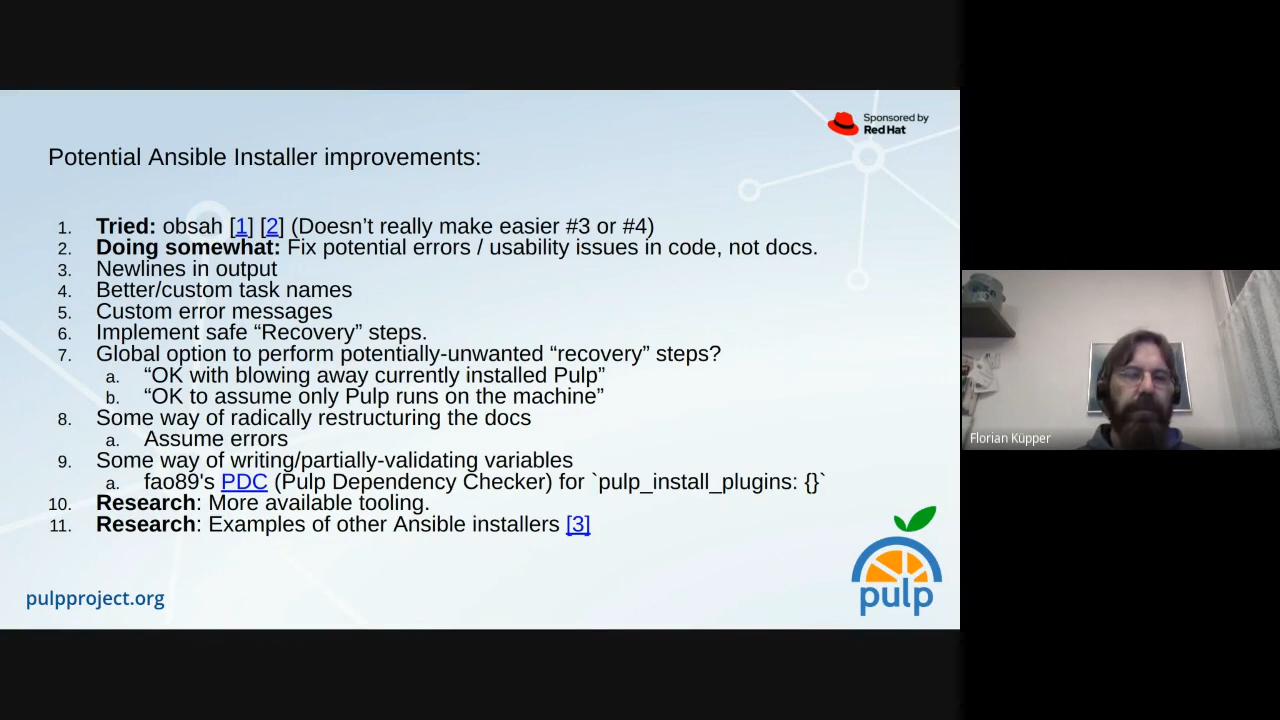 Sponsored by
Red Hat
Potential Ansible Installer improvements:
1. Tried: obsah [1] [2] (Doesn’t really make easier #3 or #4)
2. Doing somewhat: Fix potential errors / usability issues in code, not docs.
3. Newlines in output
4. Better/custom task names
5. Custom error messages
6. Implement safe “Recovery” steps.
7. Global option to perform potentially-unwanted “recovery” steps?
a. “OK with blowing away currently installed Pulp”
b. “OK to assume only Pulp runs on the machine”
8. Some way of radically restructuring the docs
a. Assume errors
9. Some way of writing/partially-validating variables
a. fao89's PDC (Pulp Dependency Checker) for `pulp_install_plugins: {}`
10. Research: More available tooling.
11. Research: Examples of other Ansible installers [3]
pulpproject.org
pulp
Florian Küpper